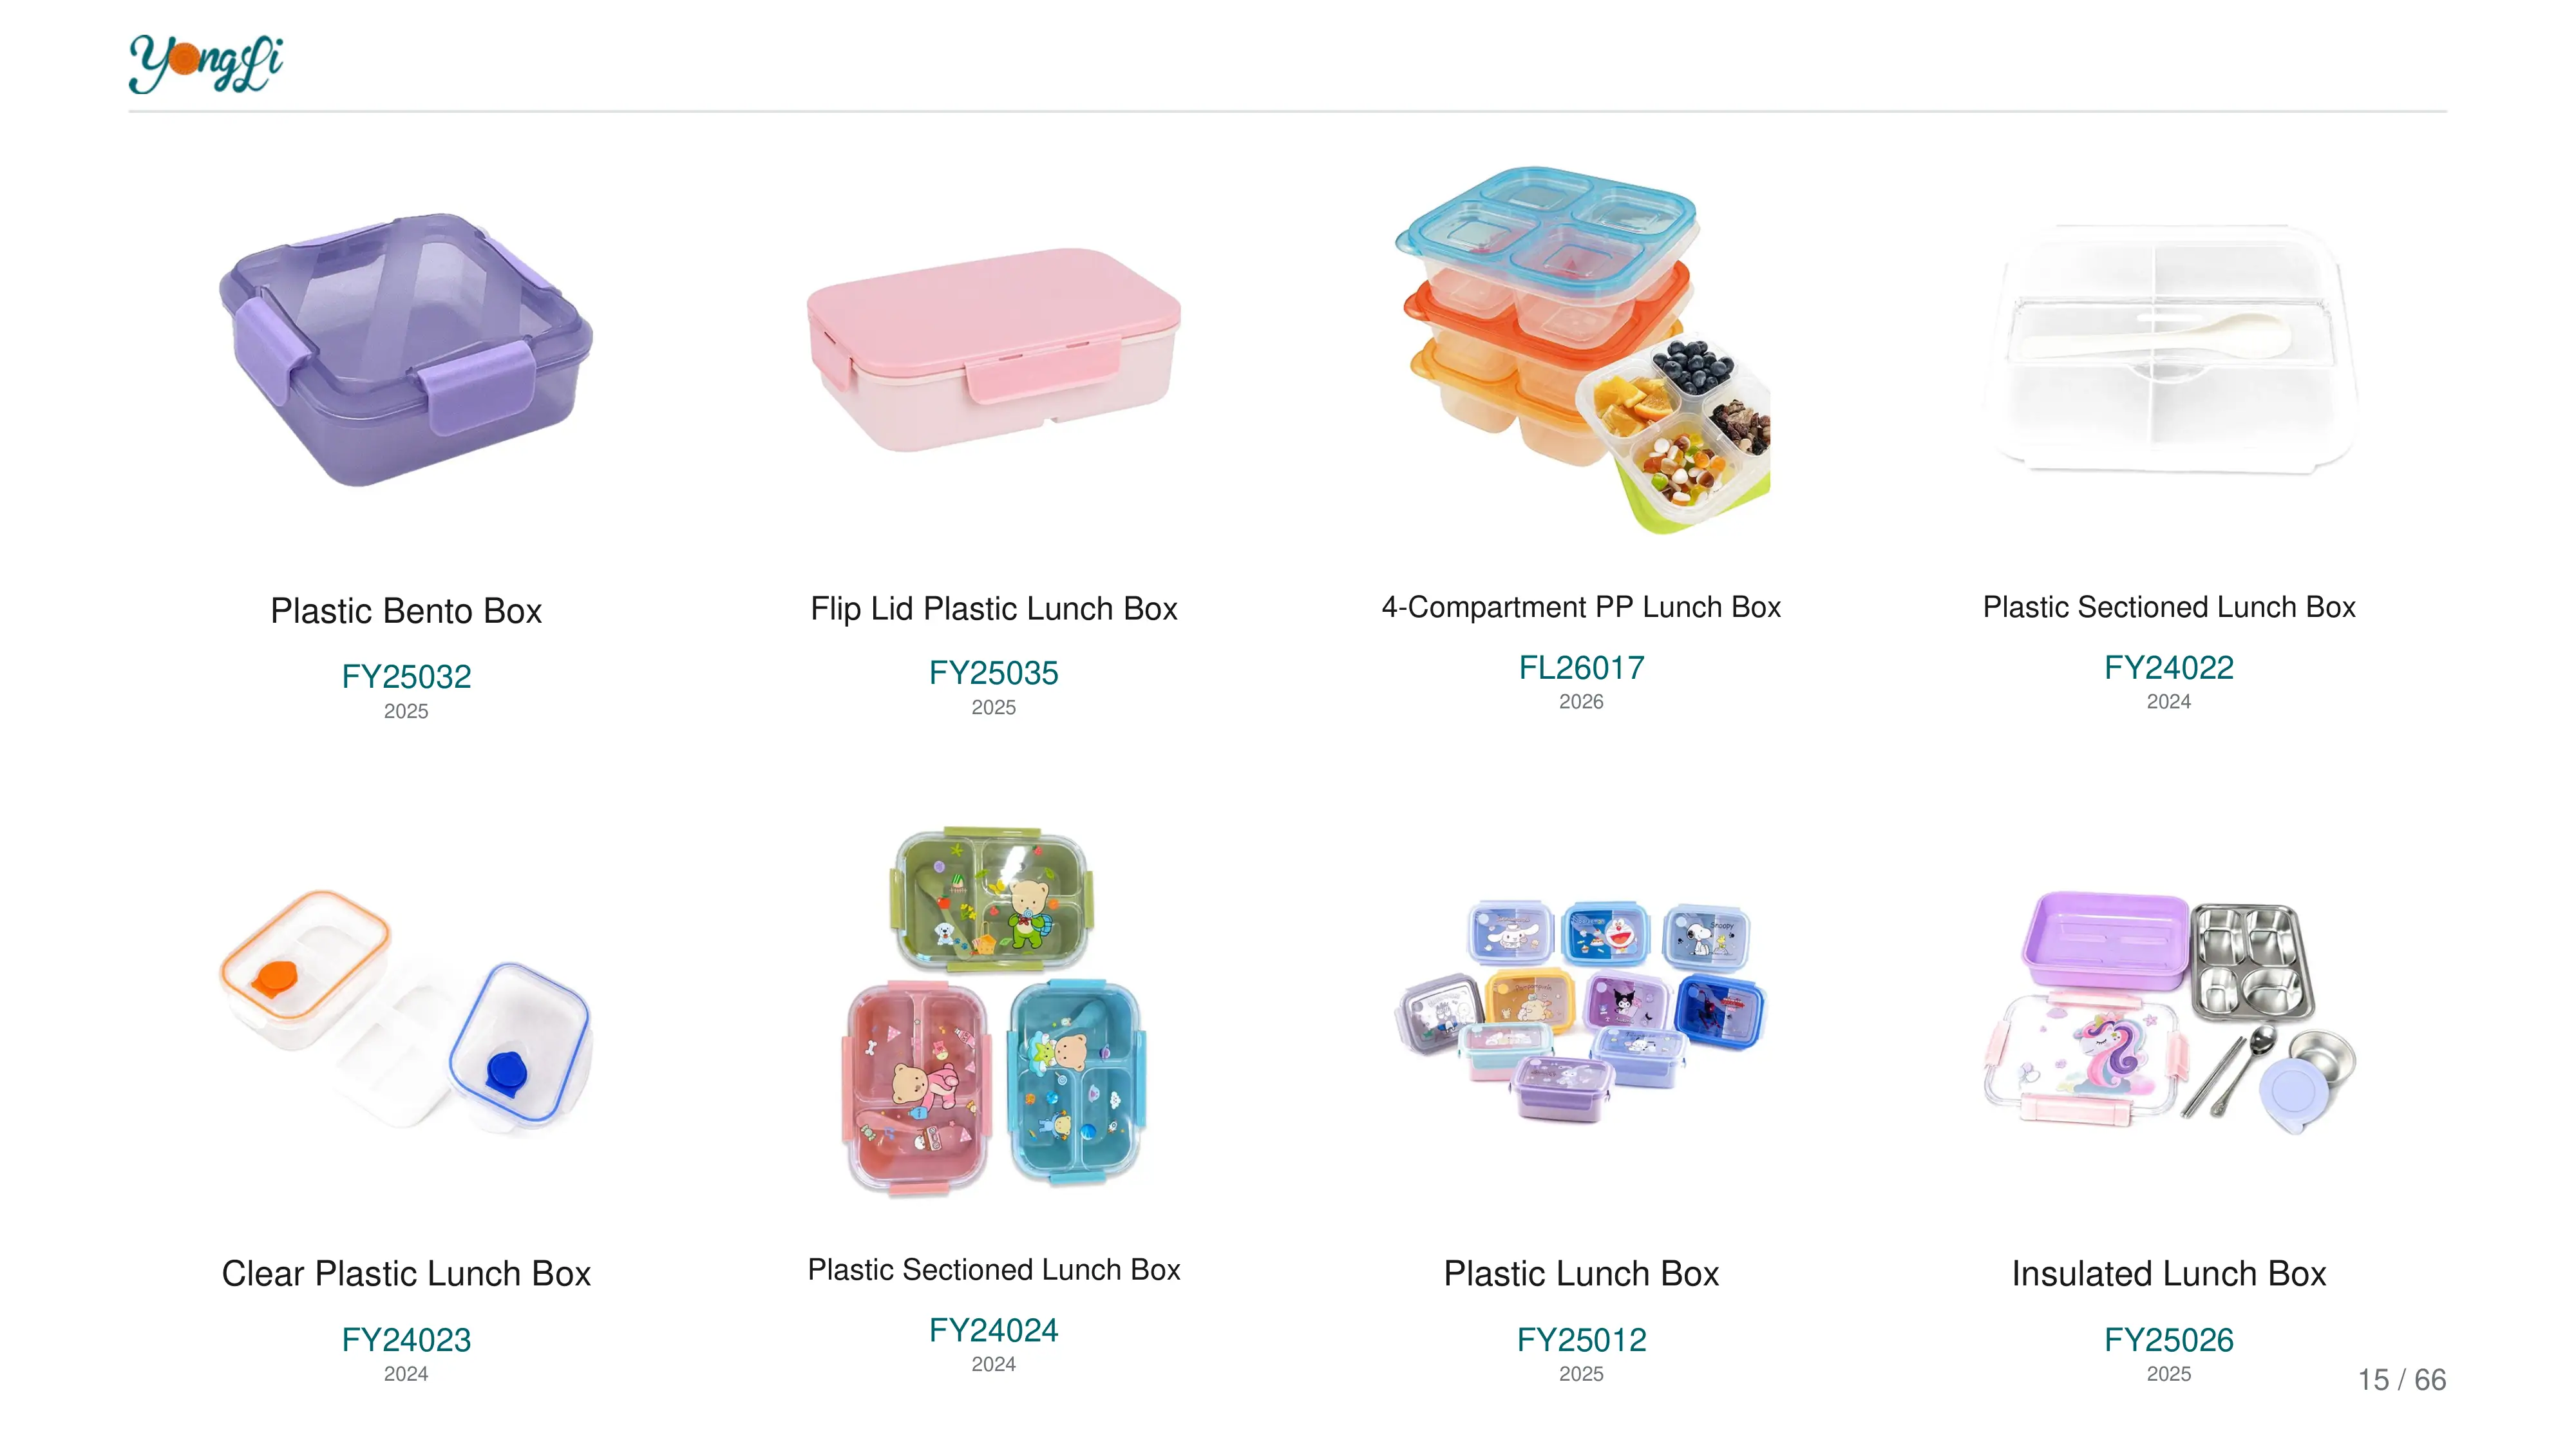 YongLi
Plastic Bento Box
FY25032
2025
Flip Lid Plastic Lunch Box
FY25035
2025
4-Compartment PP Lunch Box
FL26017
2026
Plastic Sectioned Lunch Box
FY24022
2024
Snoopy
Clear Plastic Lunch Box
FY24023
2024
Plastic Sectioned Lunch Box
FY24024
2024
Plastic Lunch Box
FY25012
2025
Insulated Lunch Box
FY25026
2025
15 / 66